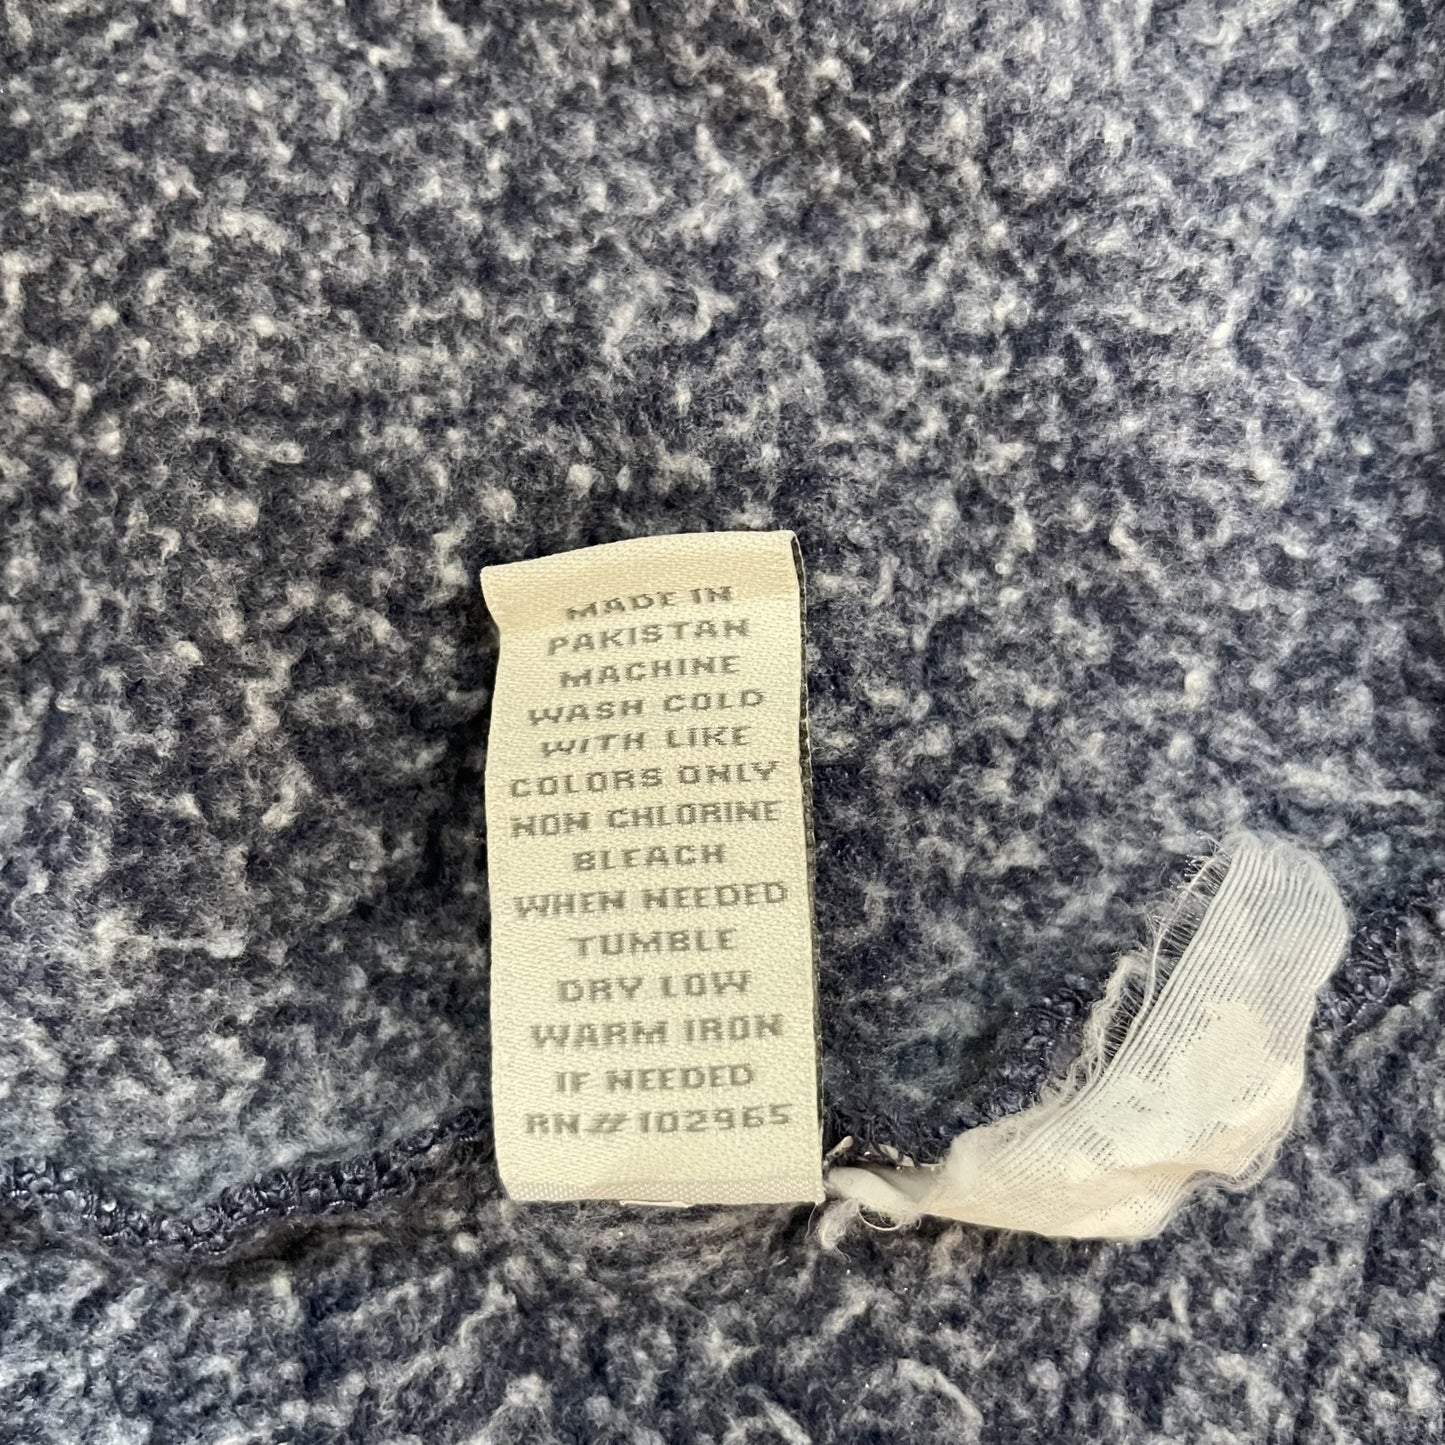 MADE IN
PAKISTAN
MACHINE
WASH COLD
WITH LIKE
COLORS ONLY
NON CHLORINE
BLEACH
WHEN NEEDED
TUMBLE
DRY LOW
WARM IRON
IF NEEDED
RN# 102965